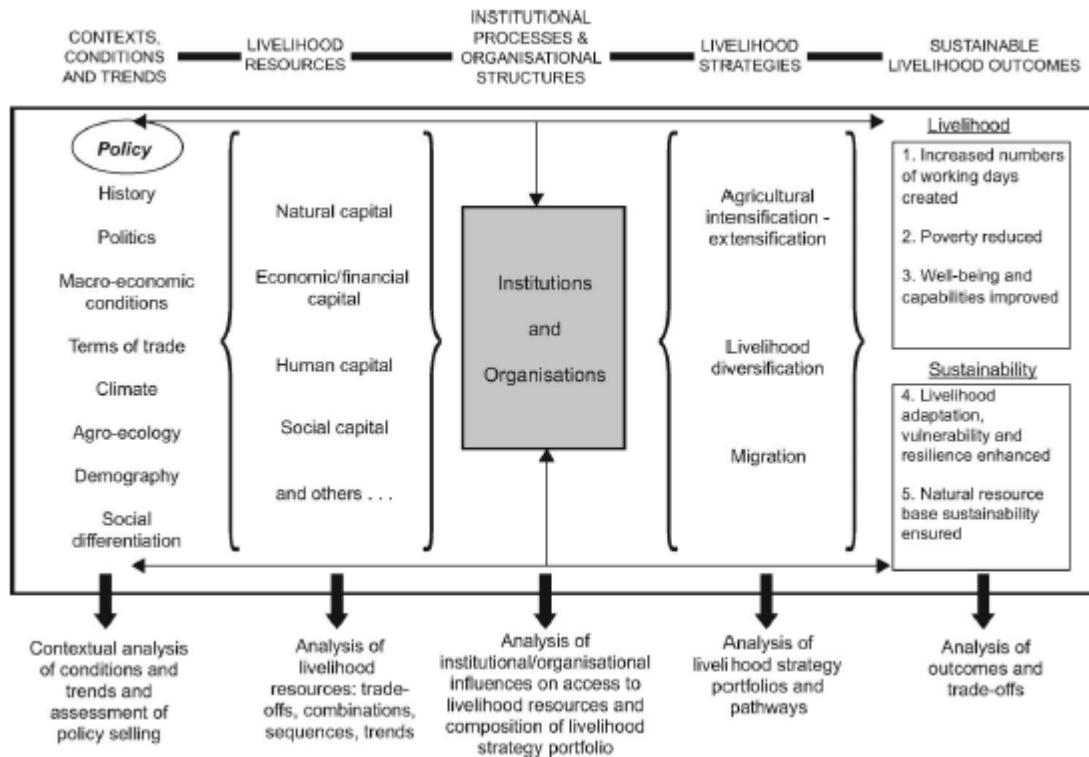 CONTEXTS,
CONDITIONS
AND TRENDS
LIVELIHOOD
RESOURCES
INSTITUTIONAL
PROCESSES &
ORGANISATIONAL
STRUCTURES
LIVELIHOOD
STRATEGIES
SUSTAINABLE
LIVELIHOOD OUTCOMES
Policy
History
Politics
Macro-economic
conditions
Terms of trade
Climate
Agro-ecology
Demography
Social
differentiation
Natural capital
Economic/financial
capital
Human capital
Social capital
and others . . .
Institutions
and
Organisations
Agricultural
intensification -
extensification
Livelihood
diversification
Migration
Livelihood
1. Increased numbers
of working days
created
2. Poverty reduced
3. Well-being and
capabilities improved
Sustainability
4. Livelihood
adaptation,
vulnerability and
resilience enhanced
5. Natural resource
base sustainability
ensured
Contextual analysis
of conditions and
trends and
assessment of
policy selling
Analysis of
livelihood
resources: trade-
offs, combinations,
sequences, trends
Analysis of
institutional/organisational
influences on access to
livelihood resources and
composition of livelihood
strategy portfolio
Analysis of
livelihood strategy
portfolios and
pathways
Analysis of
outcomes and
trade-offs